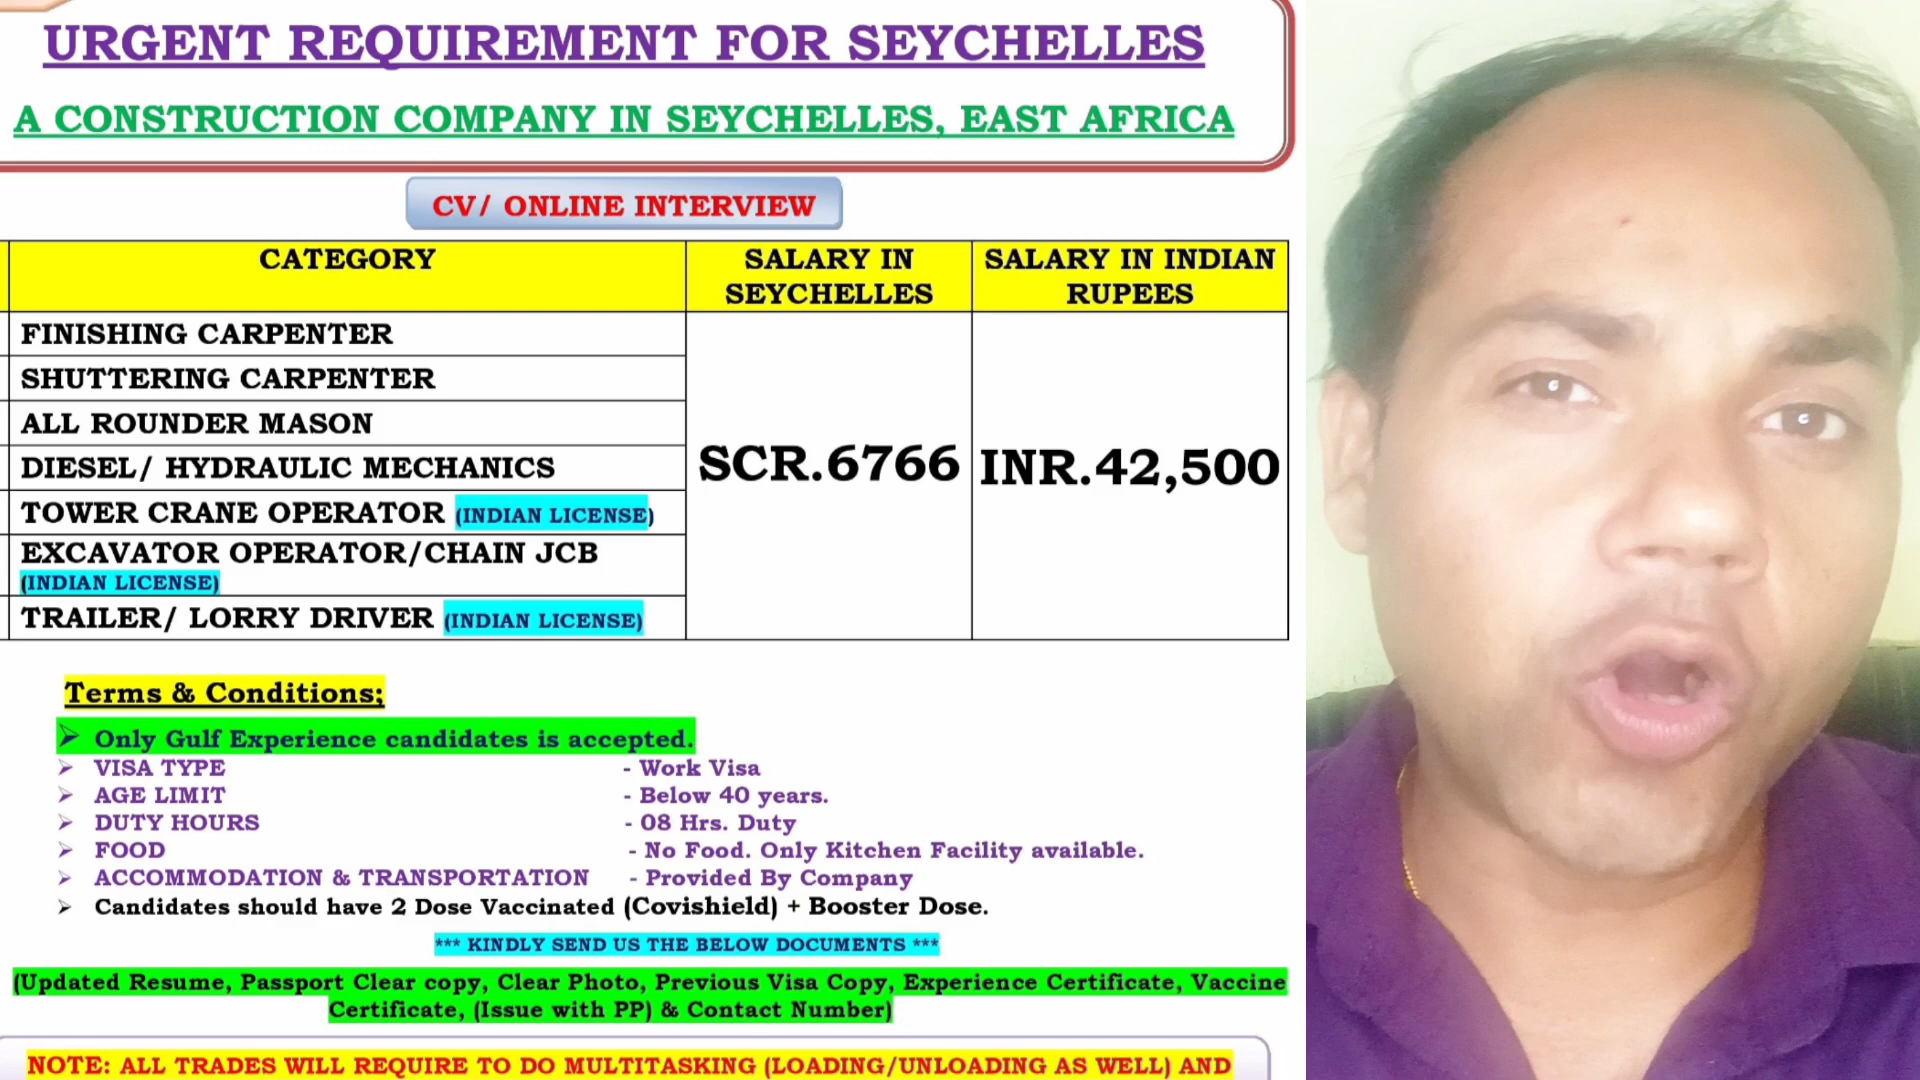 URGENT REQUIREMENT FOR SEYCHELLES
A CONSTRUCTION COMPANY IN SEYCHELLES, EAST AFRICA
CV/ ONLINE INTERVIEW
CATEGORY
SALARY IN
SEYCHELLES
SALARY IN INDIAN
RUPEES
FINISHING CARPENTER
SHUTTERING CARPENTER
ALL ROUNDER MASON
DIESEL/ HYDRAULIC MECHANICS
TOWER CRANE OPERATOR (INDIAN LICENSE)
EXCAVATOR OPERATOR/CHAIN JCB
(INDIAN LICENSE)
TRAILER/ LORRY DRIVER (INDIAN LICENSE)
SCR.6766
INR.42,500
Terms & Conditions;
➢ Only Gulf Experience candidates is accepted.
➢ VISA TYPE - Work Visa
➢ AGE LIMIT - Below 40 years.
➢ DUTY HOURS - 08 Hrs. Duty
➢ FOOD - No Food. Only Kitchen Facility available.
➢ ACCOMMODATION & TRANSPORTATION - Provided By Company
➢ Candidates should have 2 Dose Vaccinated (Covishield) + Booster Dose.
*** KINDLY SEND US THE BELOW DOCUMENTS ***
(Updated Resume, Passport Clear copy, Clear Photo, Previous Visa Copy, Experience Certificate, Vaccine
Certificate, (Issue with PP) & Contact Number)
NOTE: ALL TRADES WILL REQUIRE TO DO MULTITASKING (LOADING/UNLOADING AS WELL) AND